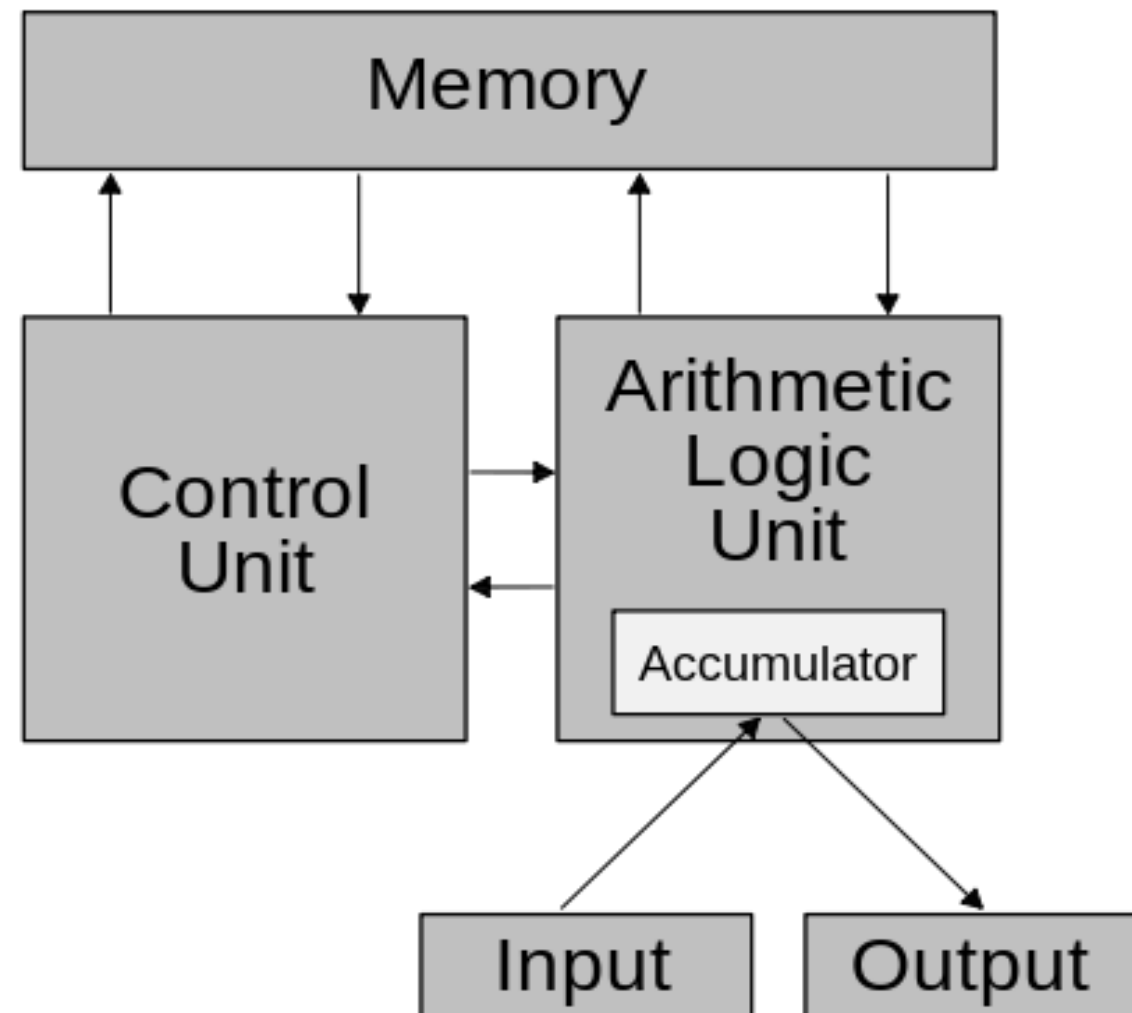 Memory
Control
Unit
Arithmetic
Logic
Unit
Accumulator
Input
Output